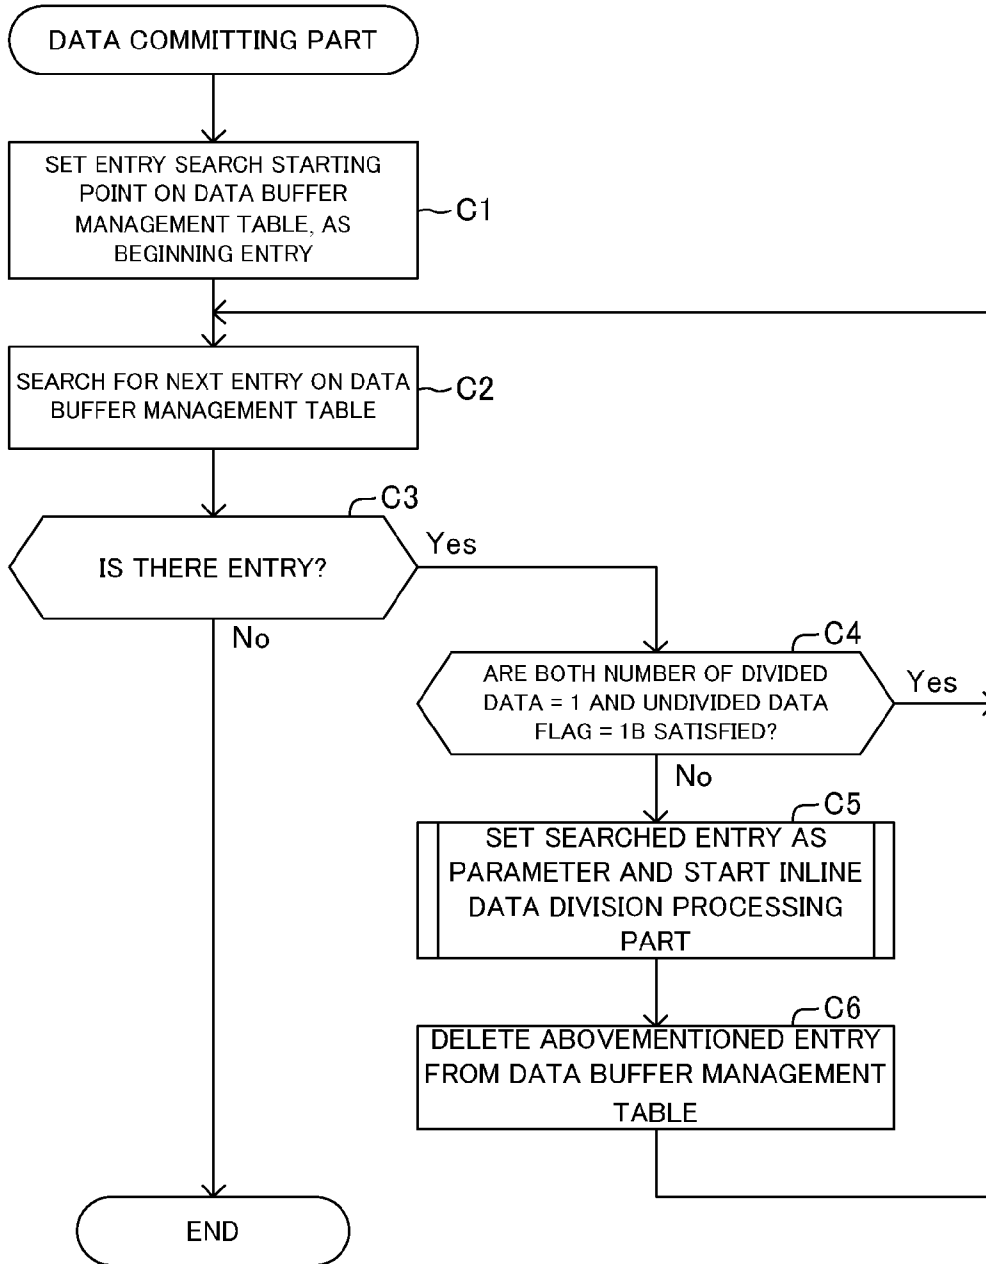 DATA COMMITTING PART
SET ENTRY SEARCH STARTING
POINT ON DATA BUFFER
MANAGEMENT TABLE, AS
BEGINNING ENTRY
C1
SEARCH FOR NEXT ENTRY ON DATA
BUFFER MANAGEMENT TABLE
C2
C3
IS THERE ENTRY?
Yes
No
C4
ARE BOTH NUMBER OF DIVIDED
DATA = 1 AND UNDIVIDED DATA
FLAG = 1B SATISFIED?
Yes
No
C5
SET SEARCHED ENTRY AS
PARAMETER AND START INLINE
DATA DIVISION PROCESSING
PART
C6
DELETE ABOVEMENTIONED ENTRY
FROM DATA BUFFER MANAGEMENT
TABLE
END